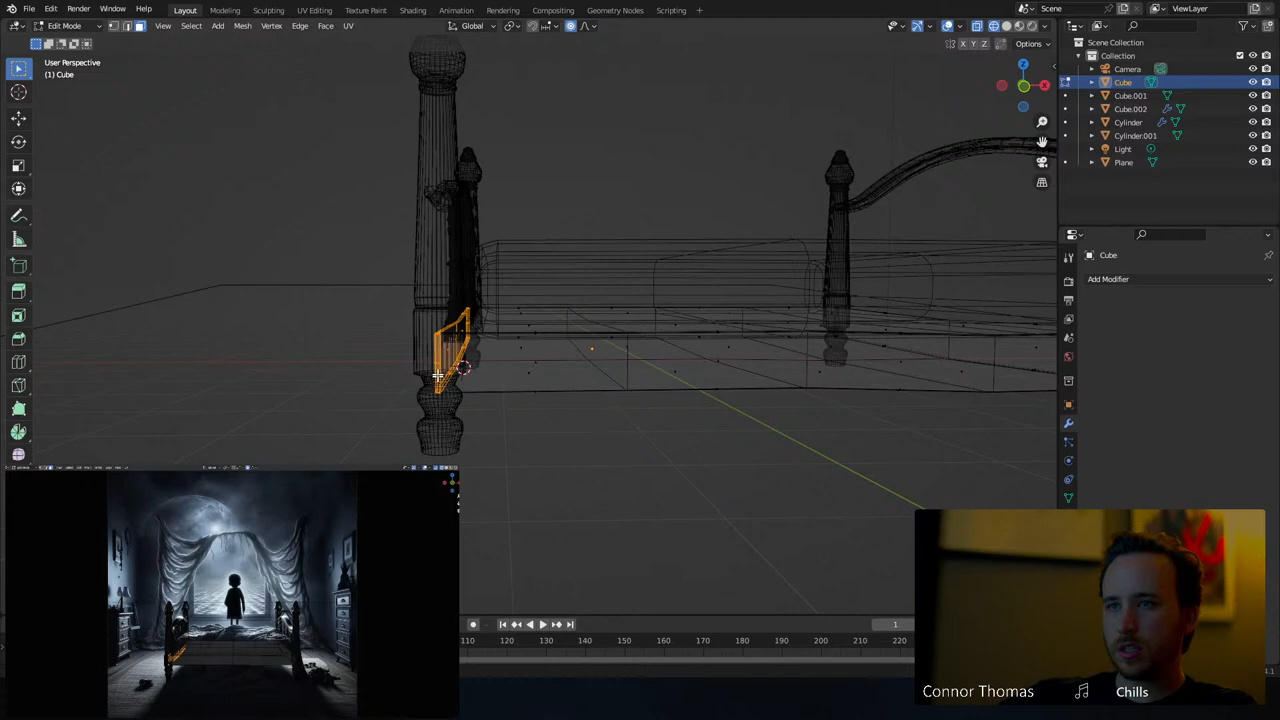 File Edit Render Window Help Layout Modeling Sculpting UV Editing Texture Paint Shading Animation Rendering Compositing Geometry Nodes Scripting Scene ViewLayer
Edit Mode View Select Add Mesh Vertex Edge Face UV Global
X Y Z Options
User Perspective
(1) Cube
Z
X
Scene Collection
Collection
Camera
Cube
Cube.001
Cube.002
Cylinder
Cylinder.001
Light
Plane
Cube
Add Modifier
1
110 120 130 140 150 160 170 180 190 200 210 220
Connor Thomas Chills